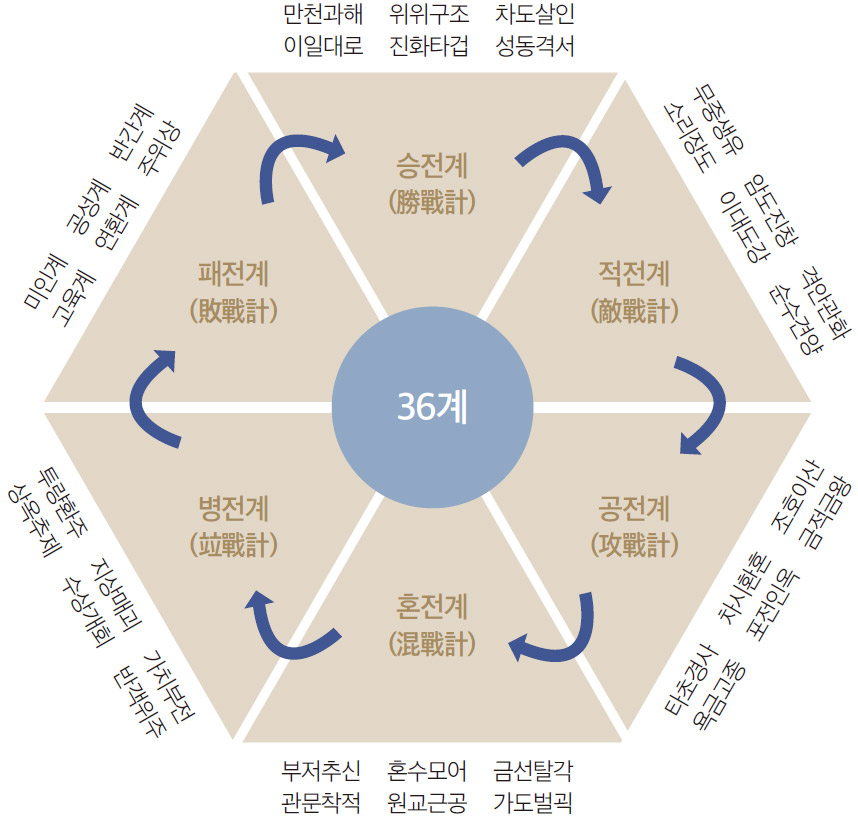 만천과해 위위구조 차도살인
이일대로 진화타겁 성동격서
무중생유 암도진창 격안관화
소리장도 이대도강 순수견양
반간계
주위상
공성계
연환계
미인계
고육계
승전계
(勝戰計)
패전계
(敗戰計)
적전계
(敵戰計)
36계
병전계
(竝戰計)
공전계
(攻戰計)
혼전계
(混戰計)
투량환주 지상매괴 가치부전
상옥추제 수상개화 반객위주
조호이산
금적금왕
차시환혼
포전인옥
타초경사
욕금고종
부저추신 혼수모어 금선탈각
관문착적 원교근공 가도벌괵